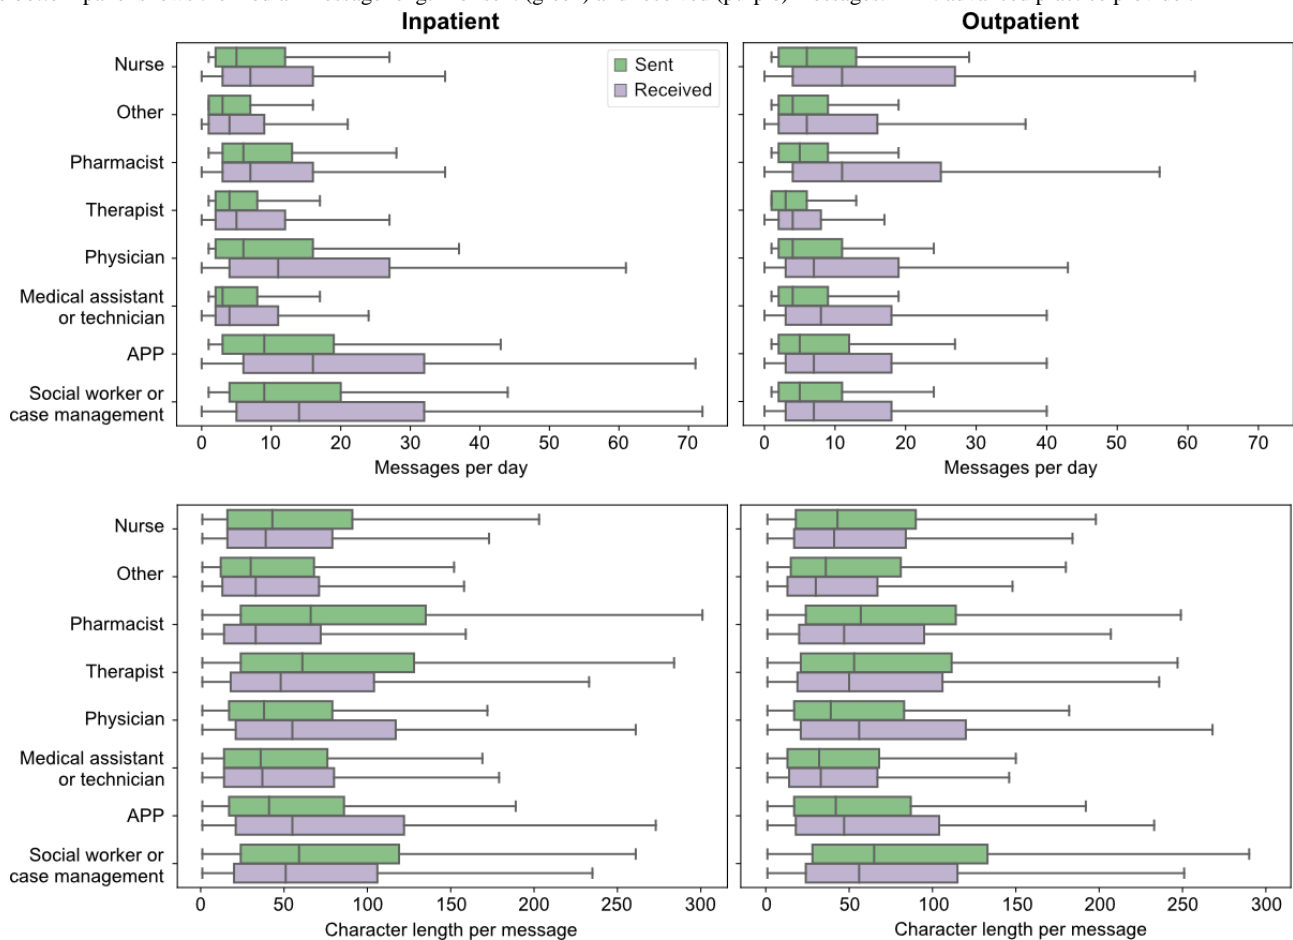 Inpatient
Outpatient
Nurse
Other
Pharmacist
Therapist
Physician
Medical assistant
or technician
APP
Social worker or
case management
Sent
Received
0 10 20 30 40 50 60 70
Messages per day
0 10 20 30 40 50 60 70
Messages per day
Nurse
Other
Pharmacist
Therapist
Physician
Medical assistant
or technician
APP
Social worker or
case management
0 50 100 150 200 250 300
Character length per message
0 50 100 150 200 250 300
Character length per message